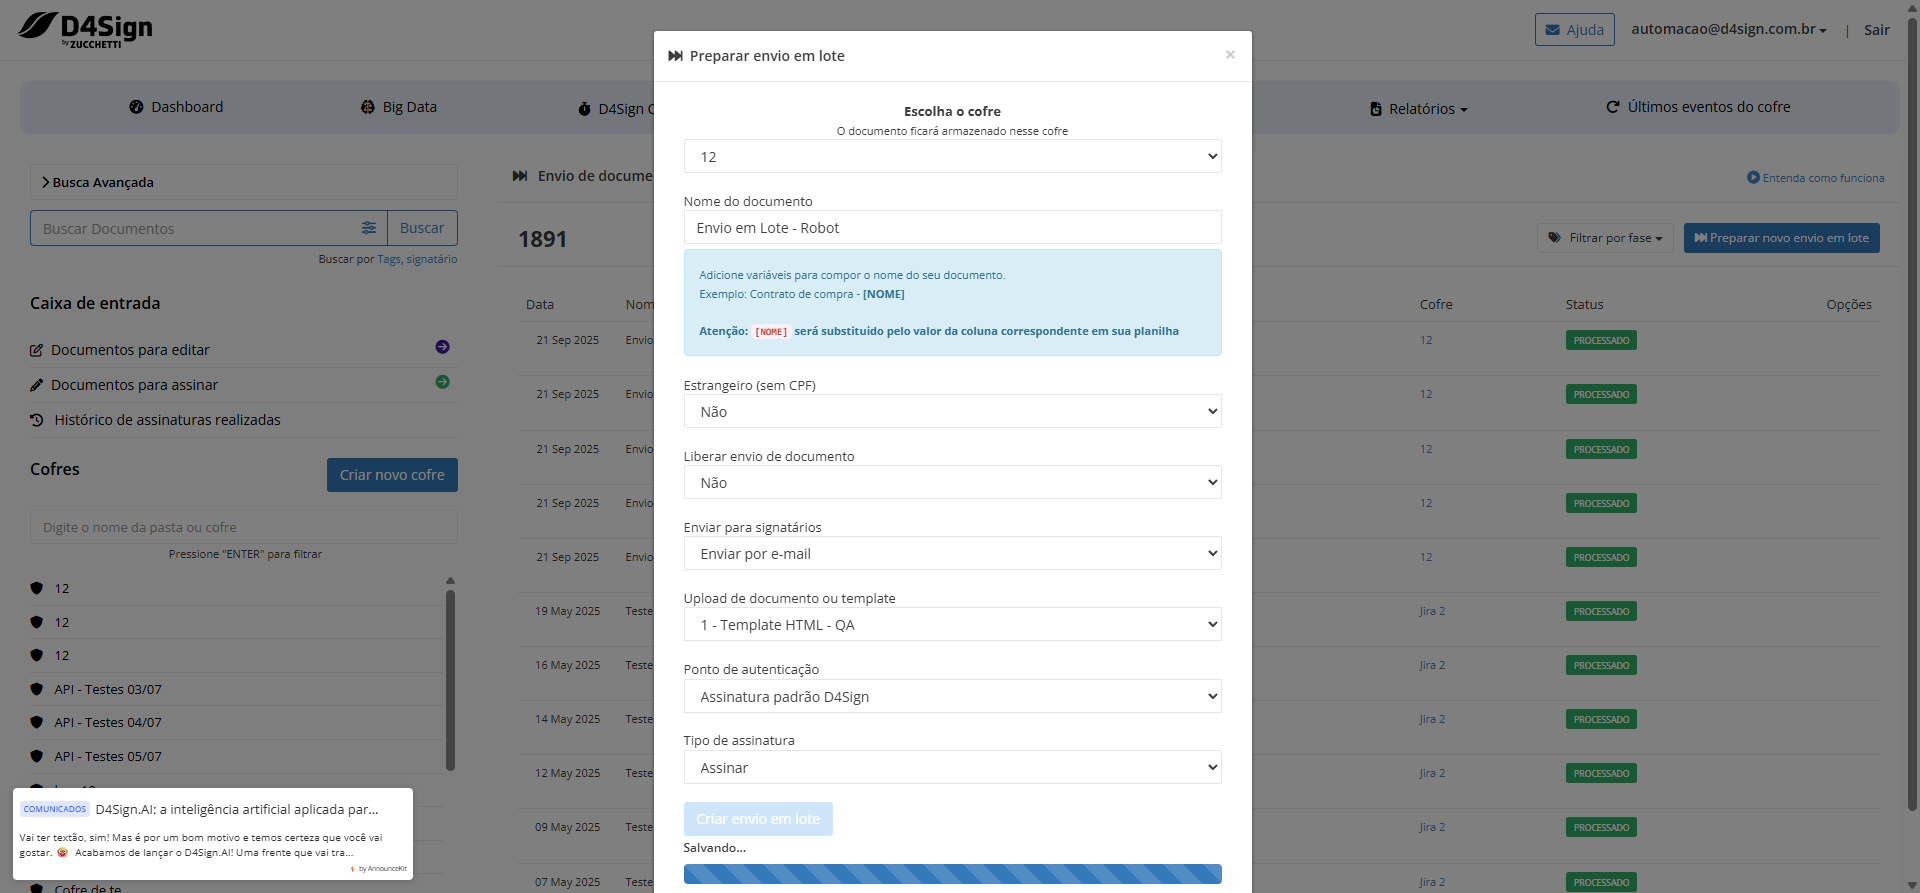 D4Sign
by ZUCCHETTI
Ajuda
automacao@d4sign.com.br
|
Sair
Dashboard
Big Data
D4Sign
Relatórios
Últimos eventos do cofre
Busca Avançada
Buscar Documentos
Buscar
Buscar por Tags, signatário
Caixa de entrada
Documentos para editar
Documentos para assinar
Histórico de assinaturas realizadas
Cofres
Criar novo cofre
Digite o nome da pasta ou cofre
Pressione "ENTER" para filtrar
12
12
12
API - Testes 03/07
API - Testes 04/07
API - Testes 05/07
Cofre de te
COMUNICADOS D4Sign.AI: a inteligência artificial aplicada par...
Vai ter textão, sim! Mas é por um bom motivo e temos certeza que você vai
gostar. 🤓 Acabamos de lançar o D4Sign.AI! Uma frente que vai tra...
by AnnounceKit
Envio de docume
Entenda como funciona
1891
Filtrar por fase
Preparar novo envio em lote
Data Nom Cofre Status Opções
21 Sep 2025 Envio 12 PROCESSADO
21 Sep 2025 Envio 12 PROCESSADO
21 Sep 2025 Envio 12 PROCESSADO
21 Sep 2025 Envio 12 PROCESSADO
21 Sep 2025 Envio 12 PROCESSADO
19 May 2025 Teste Jira 2 PROCESSADO
16 May 2025 Teste Jira 2 PROCESSADO
14 May 2025 Teste Jira 2 PROCESSADO
12 May 2025 Teste Jira 2 PROCESSADO
09 May 2025 Teste Jira 2 PROCESSADO
07 May 2025 Teste Jira 2 PROCESSADO
Preparar envio em lote
×
Escolha o cofre
O documento ficará armazenado nesse cofre
12
Nome do documento
Envio em Lote - Robot
Adicione variáveis para compor o nome do seu documento.
Exemplo: Contrato de compra - [NOME]
Atenção: [NOME] será substituido pelo valor da coluna correspondente em sua planilha
Estrangeiro (sem CPF)
Não
Liberar envio de documento
Não
Enviar para signatários
Enviar por e-mail
Upload de documento ou template
1 - Template HTML - QA
Ponto de autenticação
Assinatura padrão D4Sign
Tipo de assinatura
Assinar
Criar envio em lote
Salvando...